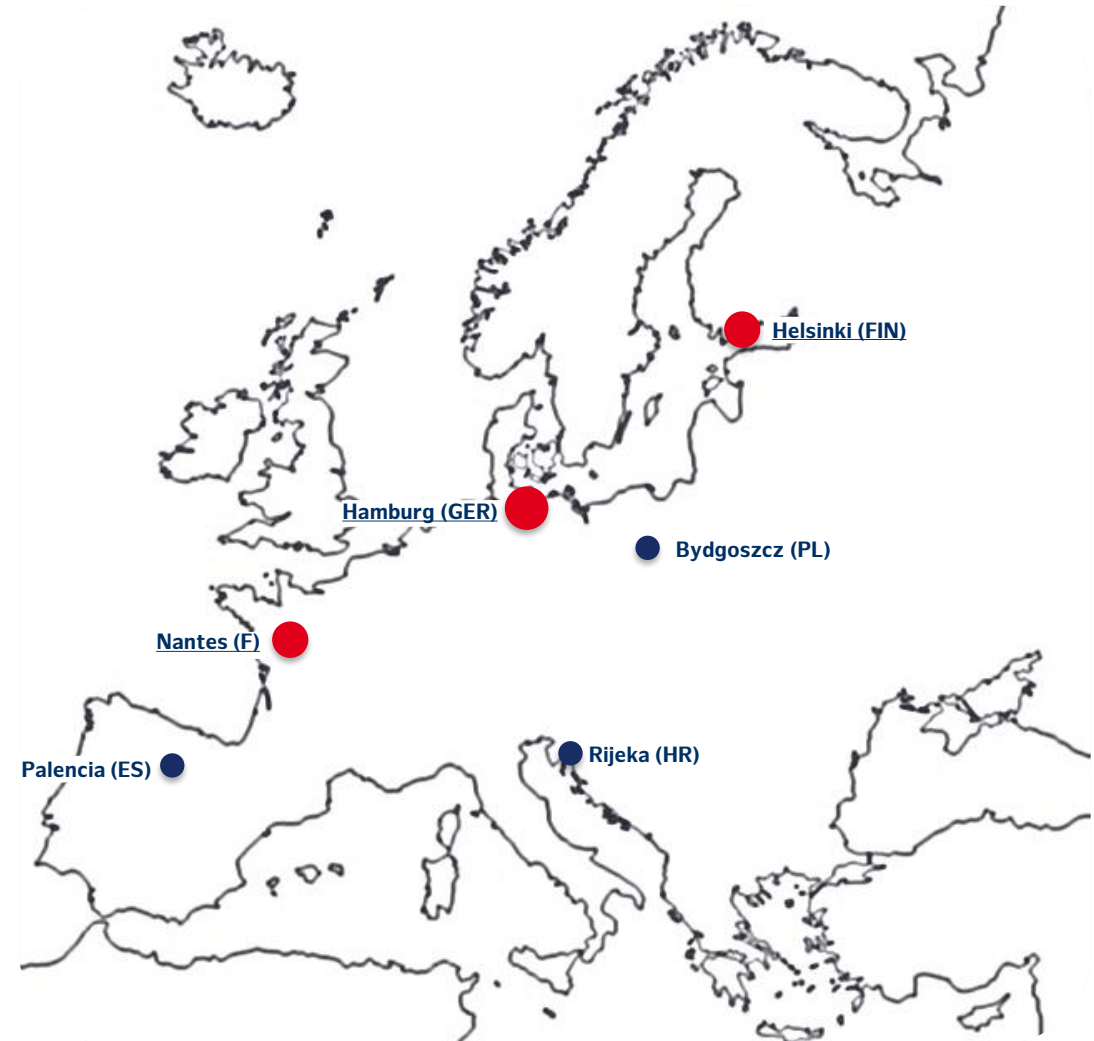 Helsinki (FIN)
Hamburg (GER)
Bydgoszcz (PL)
Nantes (F)
Rijeka (HR)
Palencia (ES)